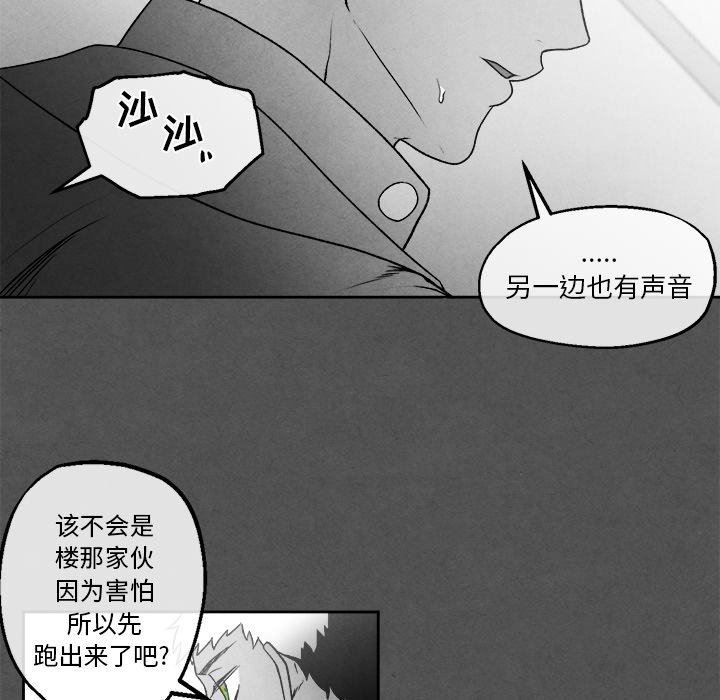 沙沙
.....
另一边也有声音
该不会是
楼那家伙
因为害怕
所以先
跑出来了吧?